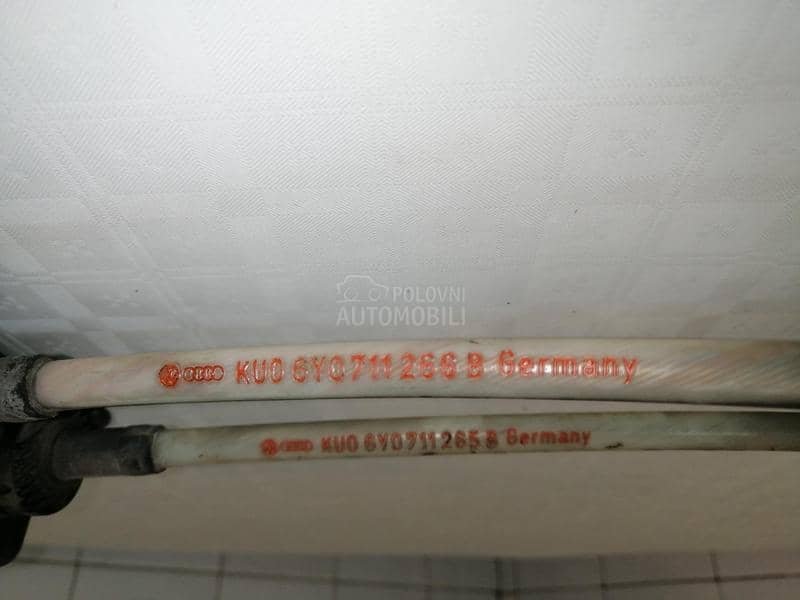 POLOVNI
AUTOMOBILI
KUO 6Y0 711 266 B Germany
KUO 6Y0 711 265 B Germany